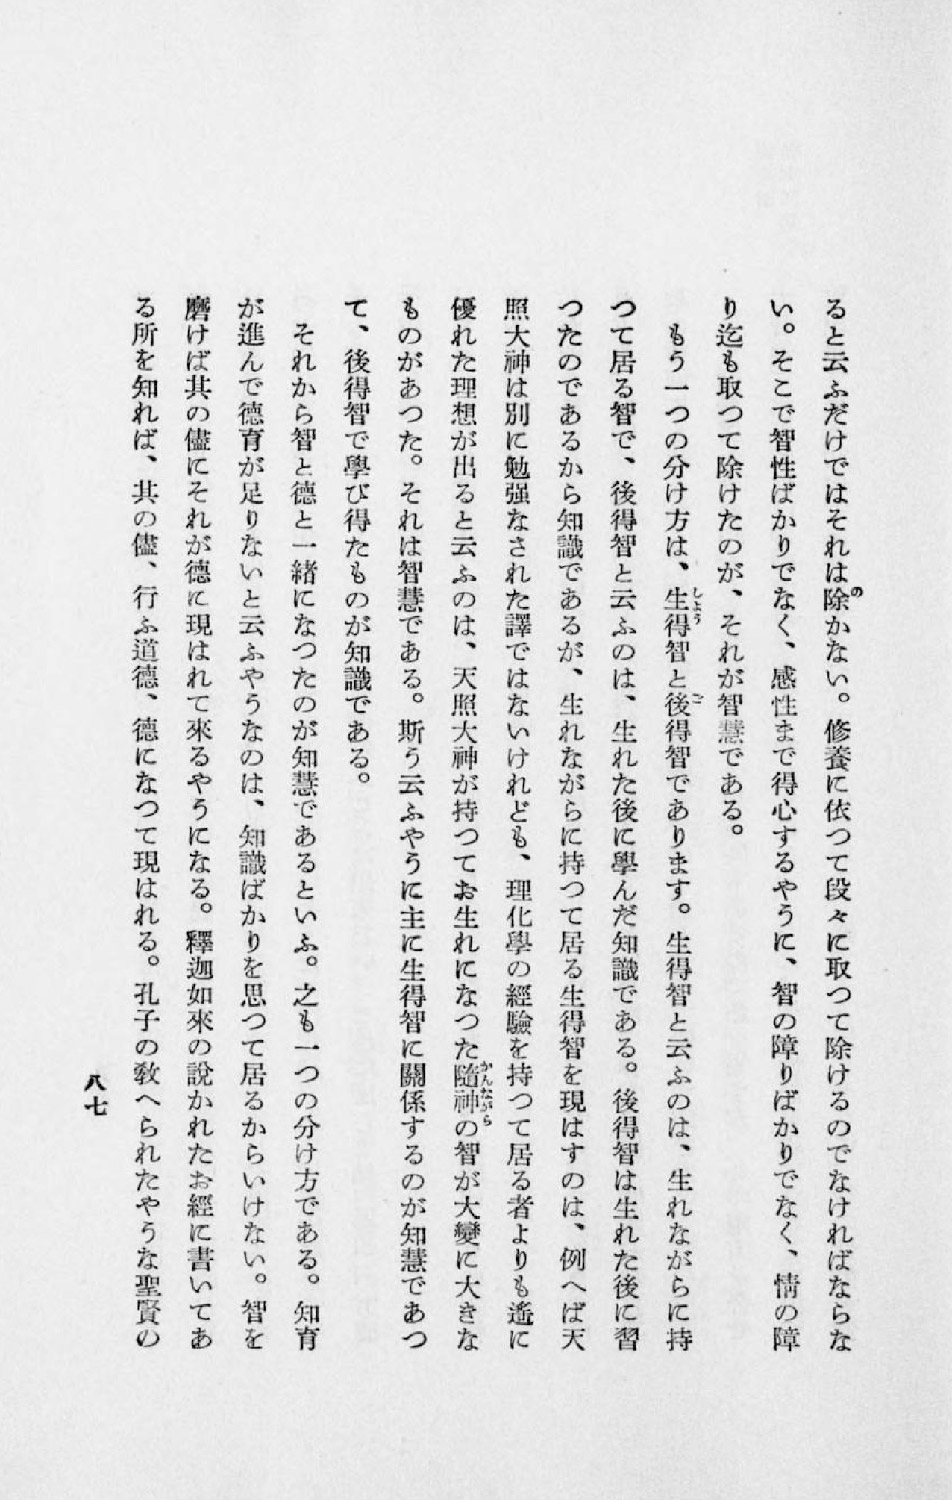 ると云ふだけではそれは除かない。修養に依つて段々に取つて除けるのでなければならな
い。そこで智性ばかりでなく、感性まで得心するやうに、智の障りばかりでなく、情の障
り迄も取つて除けたのが、それが智慧である。
もう一つの分け方は、生得智と後得智であります。生得智と云ふのは、生れながらに持
つて居る智で、後得智と云ふのは、生れた後に學んだ知識である。後得智は生れた後に習
つたのであるから知識であるが、生れながらに持つて居る生得智を現はすのは、例へば天
照大神は別に勉强なされた譯ではないけれども、理化學の經驗を持つて居る者よりも遙に
優れた理想が出ると云ふのは、天照大神が持つてお生れになつた隨神の智が大變に大きな
ものがあつた。それは智慧である。斯う云ふやうに主に生得智に關係するのが知慧であつ
て、後得智で學び得たものが知識である。
それから智と德と一緖になつたのが知慧であるといふ。之も一つの分け方である。知育
が進んで德育が足りないと云ふやうなのは、知識ばかりを思つて居るからいけない。智を
磨けば其の儘にそれが德に現はれて來るやうになる。釋迦如來の說かれたお經に書いてあ
る所を知れば、其の儘、行ふ道德、德になつて現はれる。孔子の敎へられたやうな聖賢の
八七